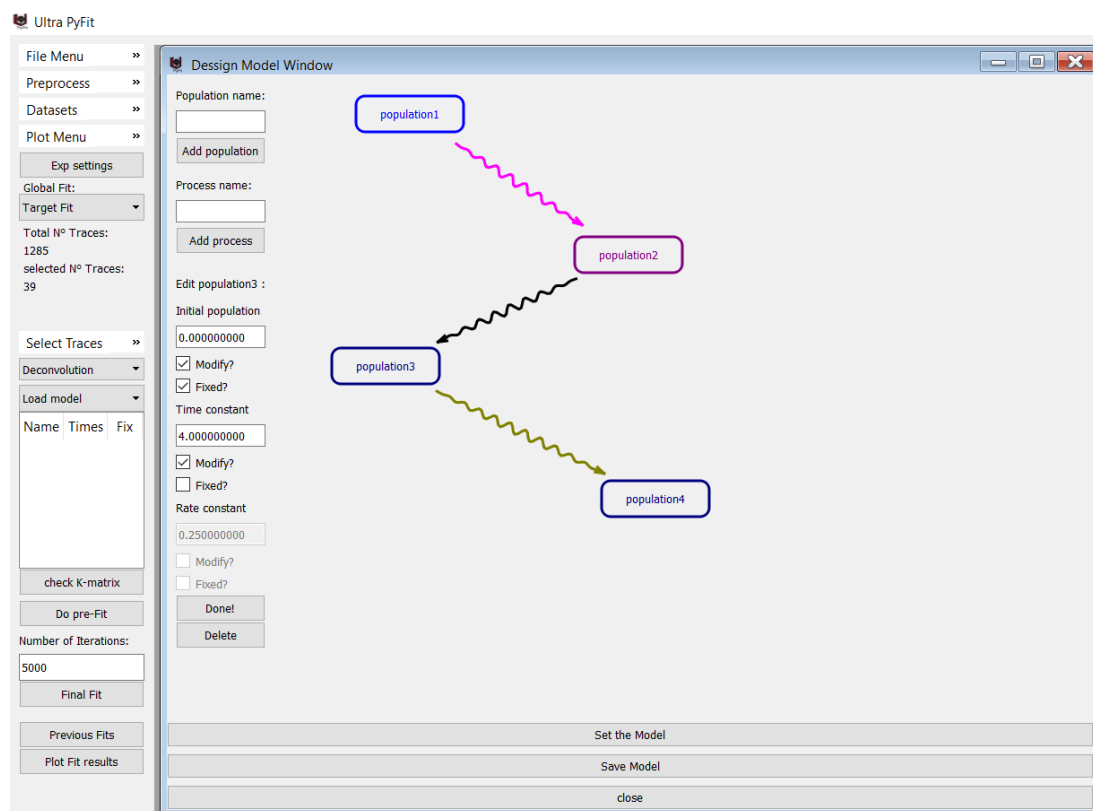 Ultra PyFit
File Menu »
Preprocess »
Datasets »
Plot Menu »
Exp settings
Global Fit:
Target Fit
Total Nº Traces:
1285
selected Nº Traces:
39
Select Traces »
Deconvolution
Load model
Name Times Fix
check K-matrix
Do pre-Fit
Number of Iterations:
5000
Final Fit
Previous Fits
Plot Fit results
Dessign Model Window
Population name:
Add population
Process name:
Add process
Edit population3 :
Initial population
0.000000000
Modify?
Fixed?
Time constant
4.000000000
Modify?
Fixed?
Rate constant
0.250000000
Modify?
Fixed?
Done!
Delete
population1
population2
population3
population4
Set the Model
Save Model
close